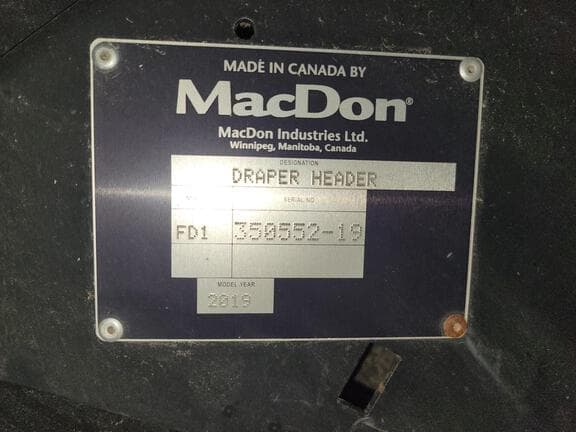 MADE IN CANADA BY
MacDon®
MacDon Industries Ltd.
Winnipeg, Manitoba, Canada
DESIGNATION
DRAPER HEADER
SERIAL NO
FD1 350552-19
MODEL YEAR
2019